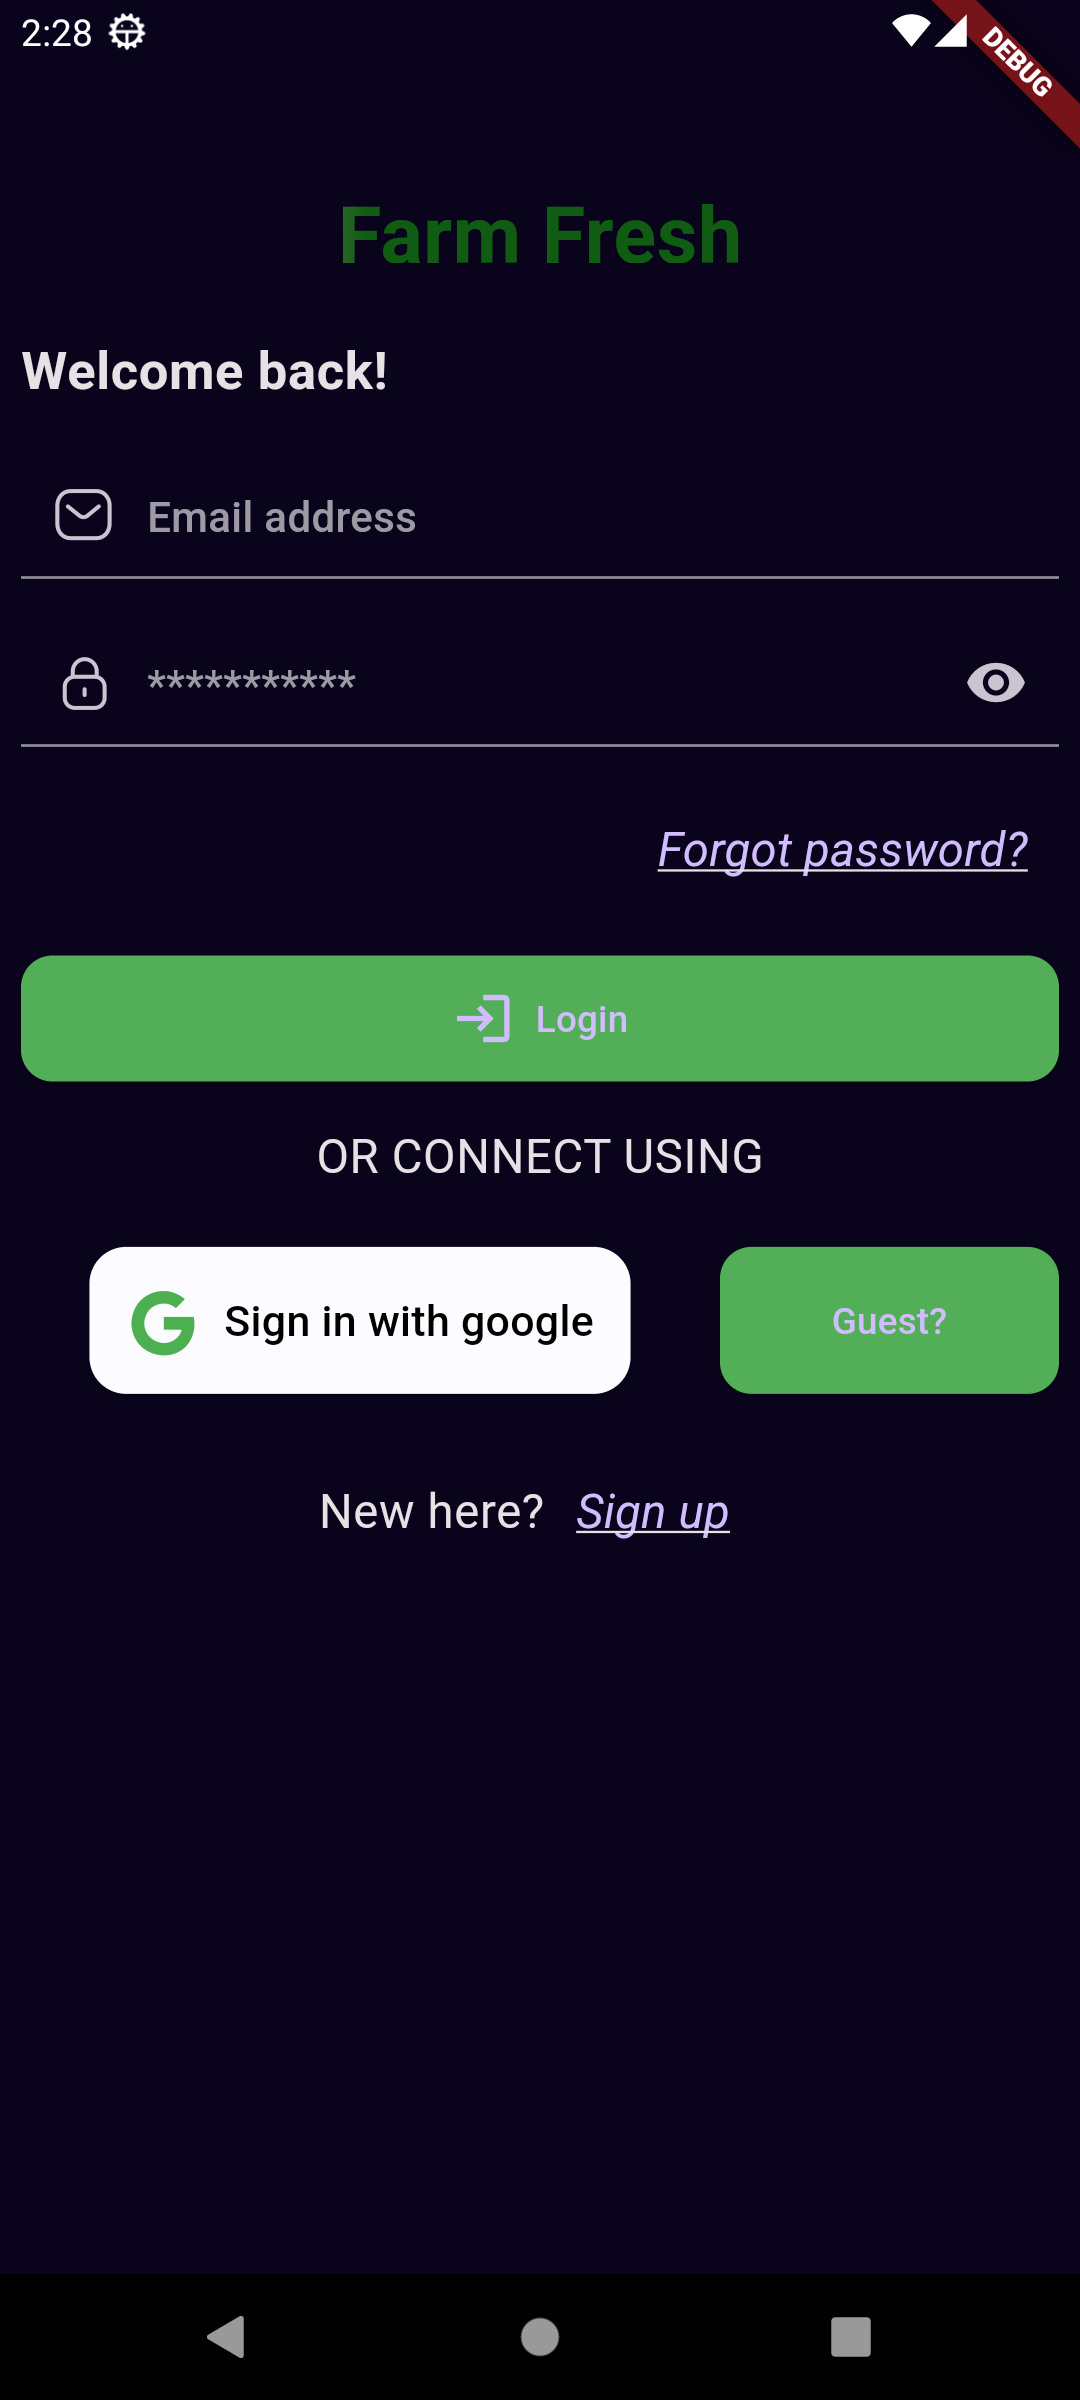 2:28
DEBUG
Farm Fresh
Welcome back!
Email address
***********
Forgot password?
Login
OR CONNECT USING
G Sign in with google
Guest?
New here? Sign up